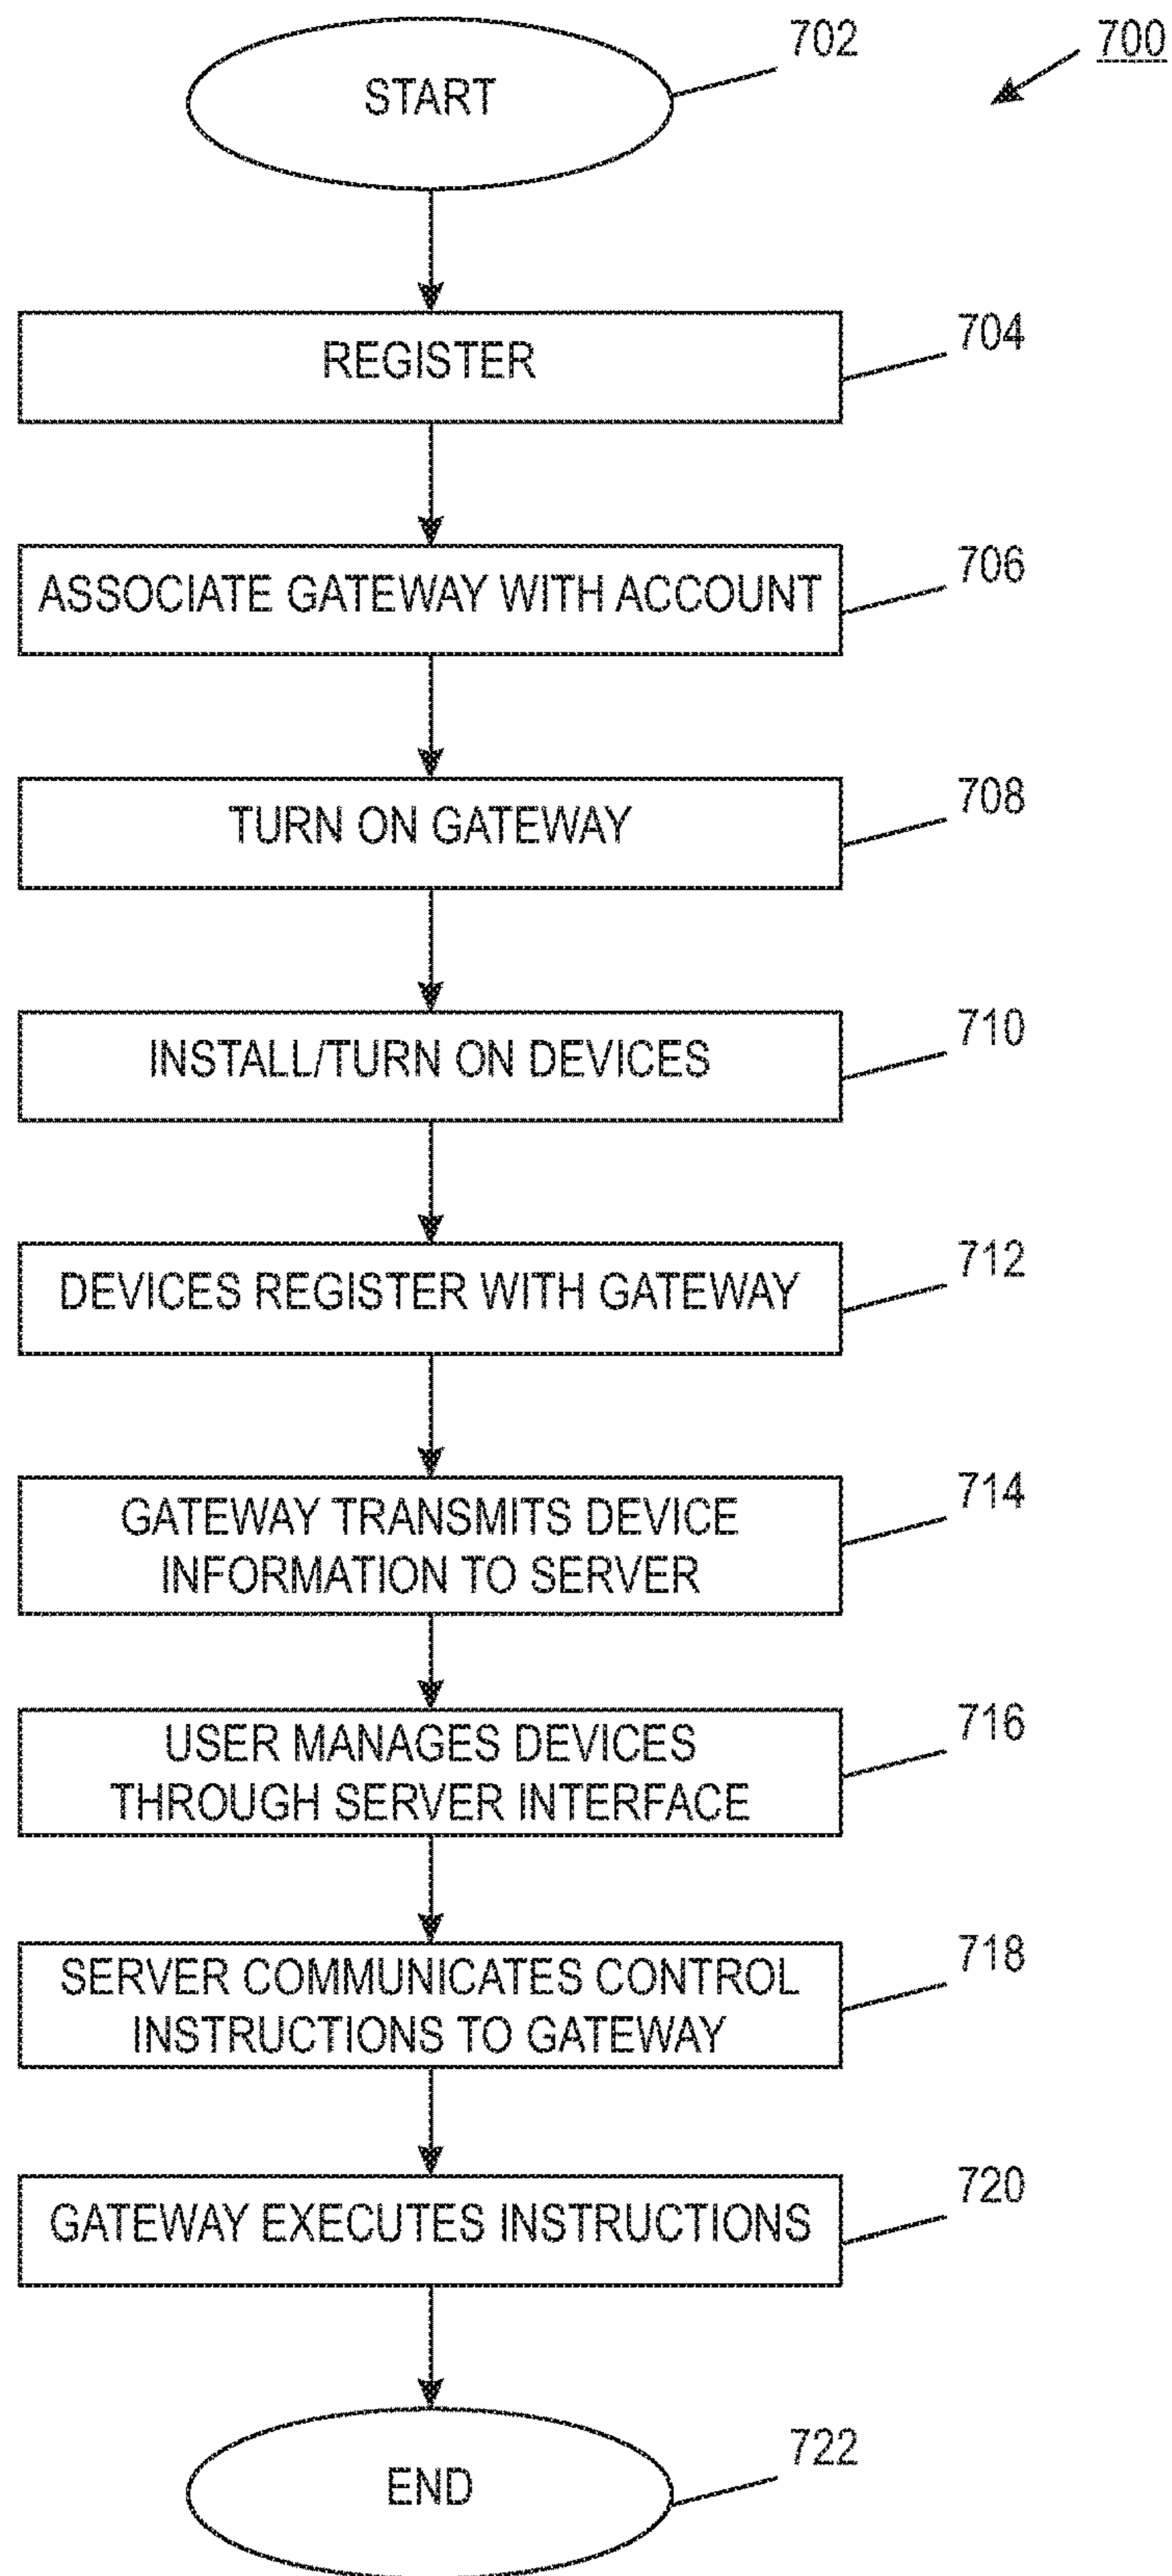 702
700
START
704
REGISTER
706
ASSOCIATE GATEWAY WITH ACCOUNT
708
TURN ON GATEWAY
710
INSTALL/TURN ON DEVICES
712
DEVICES REGISTER WITH GATEWAY
714
GATEWAY TRANSMITS DEVICE
INFORMATION TO SERVER
716
USER MANAGES DEVICES
THROUGH SERVER INTERFACE
718
SERVER COMMUNICATES CONTROL
INSTRUCTIONS TO GATEWAY
720
GATEWAY EXECUTES INSTRUCTIONS
722
END